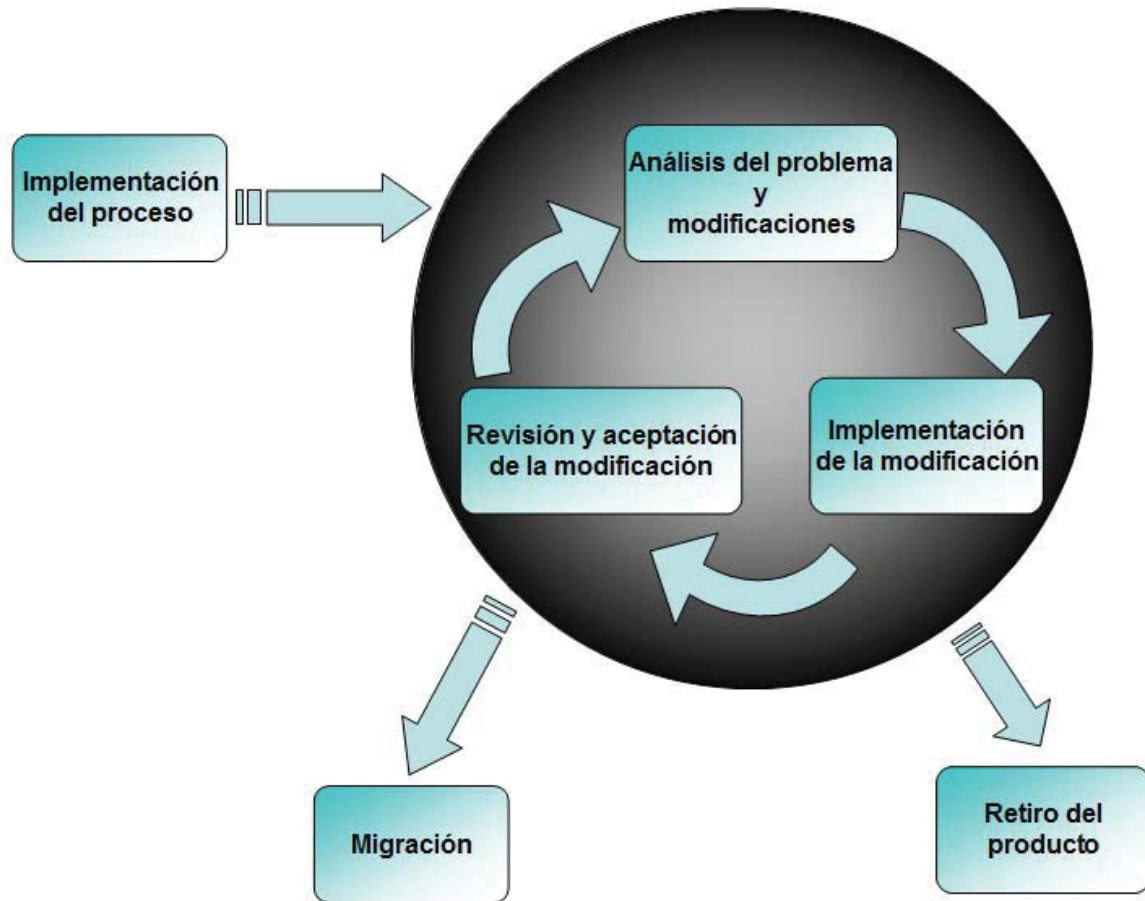 Implementación
del proceso
Análisis del problema
y
modificaciones
Revisión y aceptación
de la modificación
Implementación
de la modificación
Migración
Retiro del
producto